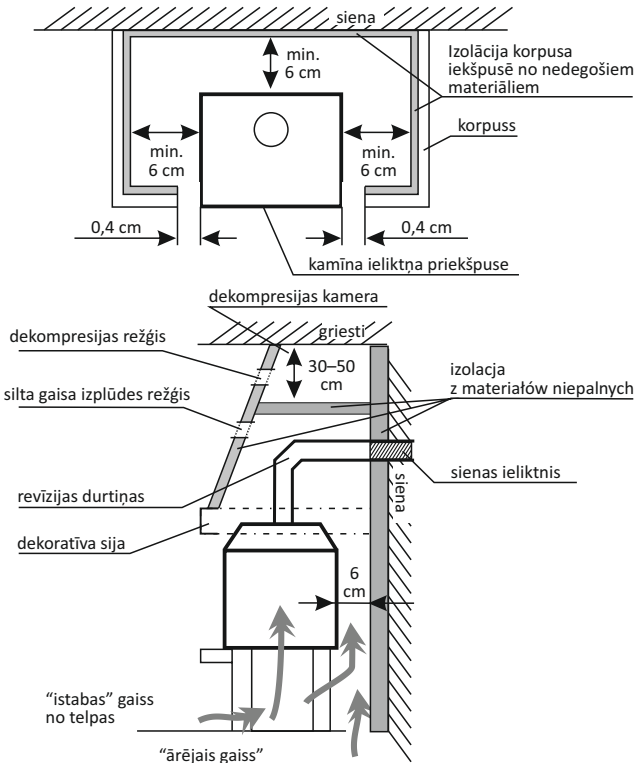 siena
min.
6 cm
Izolācija korpusa
iekšpusē no nedegošiem
materiāliem
korpuss
min.
6 cm
min.
6 cm
0,4 cm
0,4 cm
kamīna ieliktņa priekšpuse
dekompresijas kamera
griesti
dekompresijas režģis
30–50
cm
izolacja
z materiałów niepalnych
silta gaisa izplūdes režģis
sienas ieliktnis
revīzijas durtiņas
siena
dekoratīva sija
6
cm
"istabas" gaiss
no telpas
"ārējais gaiss"